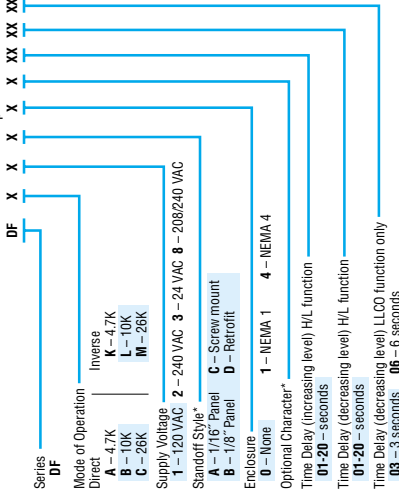 DF X X X X X XX XX XX
Series
DF
Mode of Operation
Direct Inverse
A – 4.7K K – 4.7K
B – 10K L – 10K
C – 26K M – 26K
Supply Voltage
1 – 120 VAC 2 – 240 VAC 3 – 24 VAC 8 – 208/240 VAC
Standoff Style*
A – 1/16" Panel C – Screw mount
B – 1/8" Panel D – Retrofit
Enclosure
0 – None 1 – NEMA 1 4 – NEMA 4
Optional Character*
Time Delay (increasing level) H/L function
01-20 – seconds
Time Delay (decreasing level) H/L function
01-20 – seconds
Time Delay (decreasing level) LLCO function only
03 – 3 seconds 06 – 6 seconds